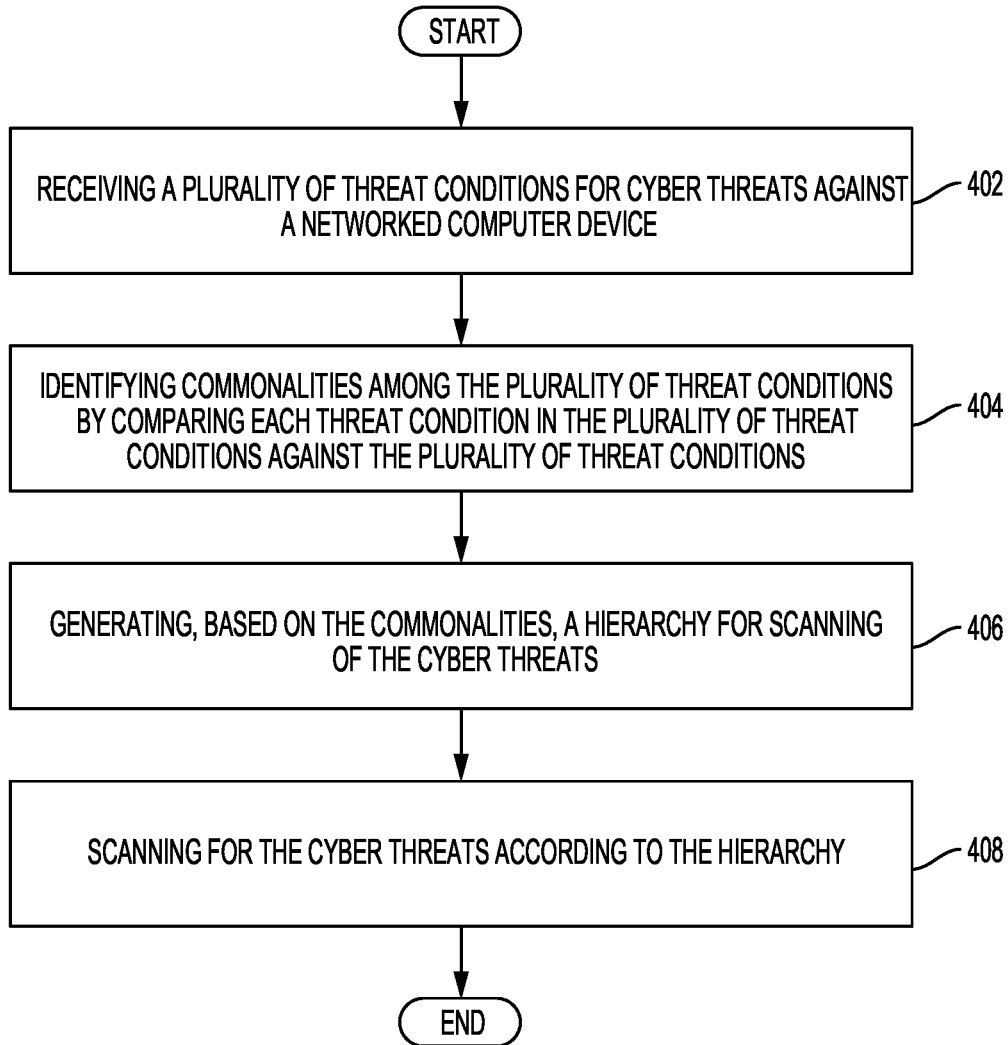 START
RECEIVING A PLURALITY OF THREAT CONDITIONS FOR CYBER THREATS AGAINST
A NETWORKED COMPUTER DEVICE
402
IDENTIFYING COMMONALITIES AMONG THE PLURALITY OF THREAT CONDITIONS
BY COMPARING EACH THREAT CONDITION IN THE PLURALITY OF THREAT
CONDITIONS AGAINST THE PLURALITY OF THREAT CONDITIONS
404
GENERATING, BASED ON THE COMMONALITIES, A HIERARCHY FOR SCANNING
OF THE CYBER THREATS
406
SCANNING FOR THE CYBER THREATS ACCORDING TO THE HIERARCHY
408
END